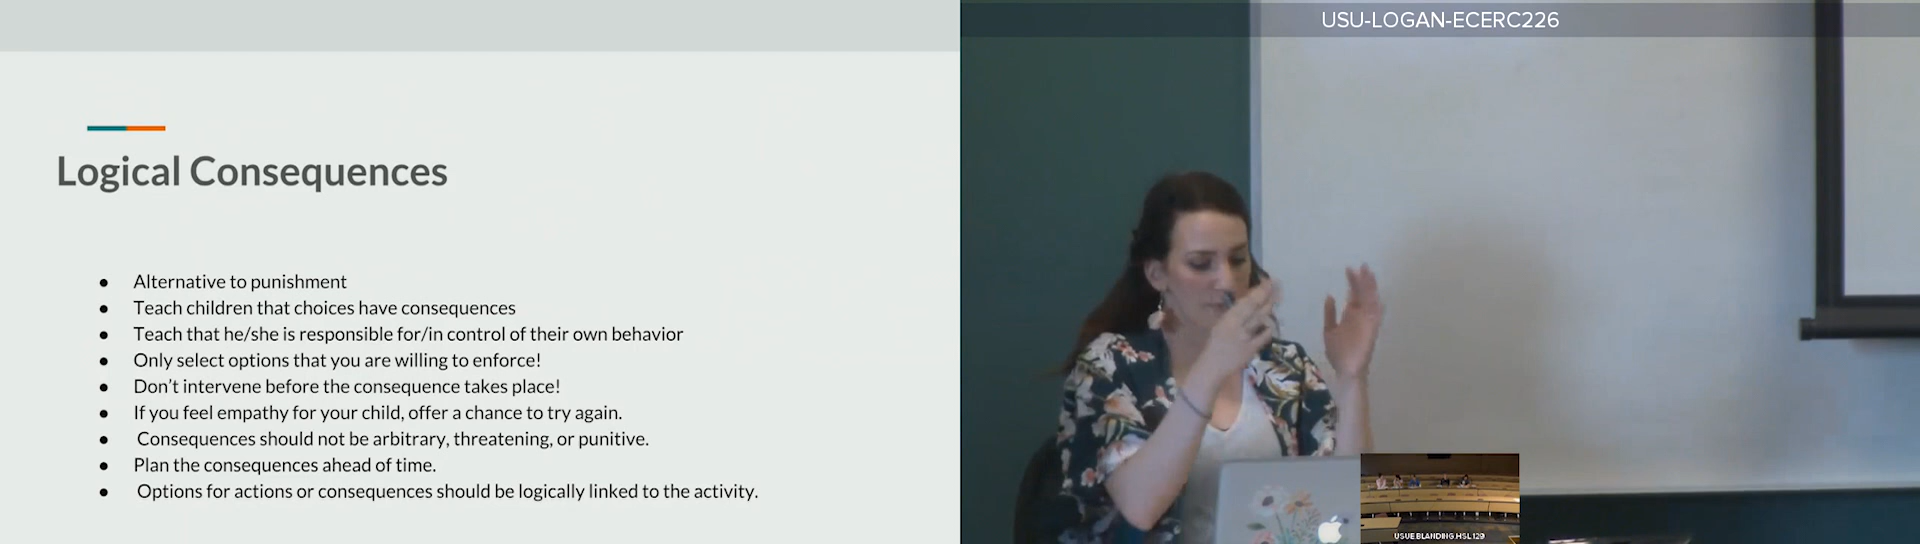 USU-LOGAN-ECERC226
Logical Consequences
● Alternative to punishment
● Teach children that choices have consequences
● Teach that he/she is responsible for/in control of their own behavior
● Only select options that you are willing to enforce!
● Don’t intervene before the consequence takes place!
● If you feel empathy for your child, offer a chance to try again.
● Consequences should not be arbitrary, threatening, or punitive.
● Plan the consequences ahead of time.
● Options for actions or consequences should be logically linked to the activity.
USUE.BLANDING.HSL129